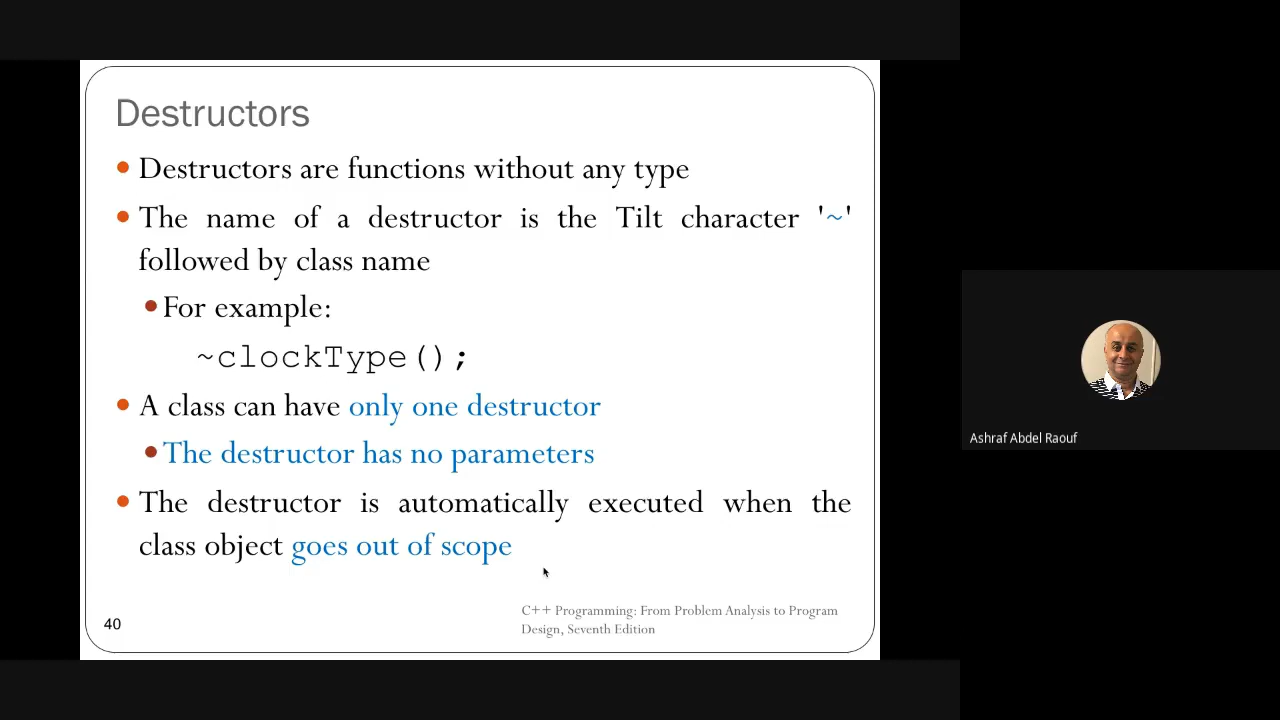 Destructors
• Destructors are functions without any type
• The name of a destructor is the Tilt character '~'
followed by class name
• For example:
~clockType();
• A class can have only one destructor
• The destructor has no parameters
• The destructor is automatically executed when the
class object goes out of scope
C++ Programming: From Problem Analysis to Program
Design, Seventh Edition
40
Ashraf Abdel Raouf